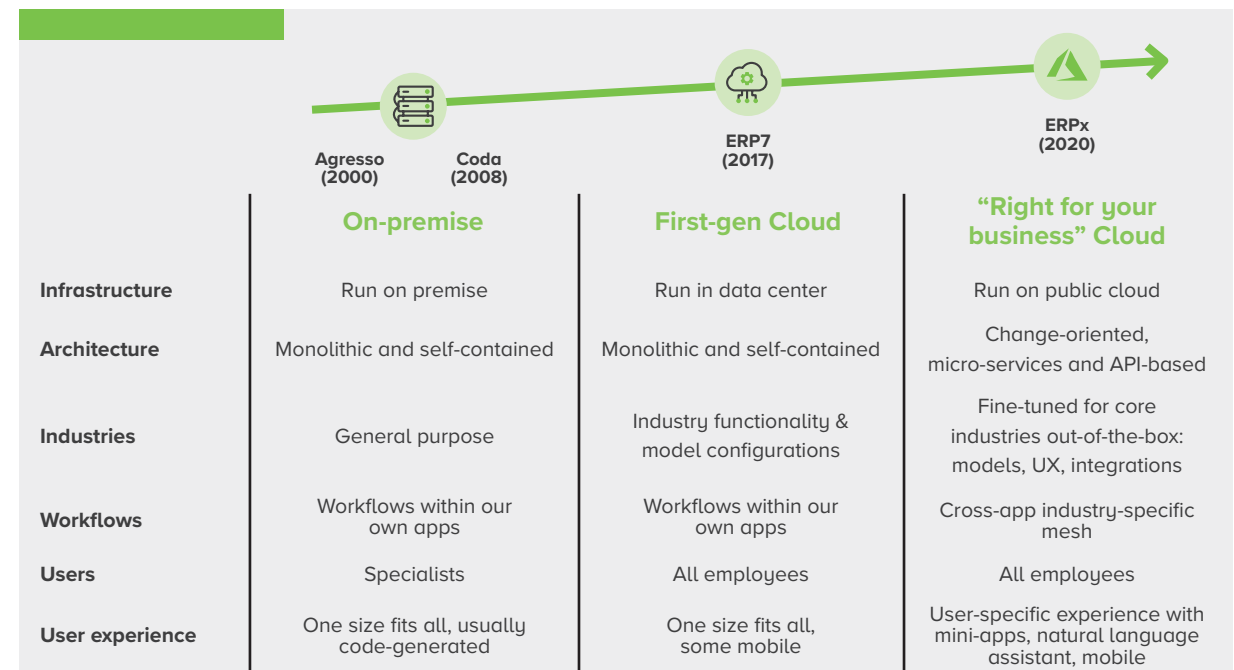 Agresso
(2000)
Coda
(2008)
ERP7
(2017)
ERPx
(2020)
On-premise
First-gen Cloud
“Right for your
business” Cloud
Infrastructure
Run on premise
Run in data center
Run on public cloud
Architecture
Monolithic and self-contained
Monolithic and self-contained
Change-oriented,
micro-services and API-based
Industries
General purpose
Industry functionality &
model configurations
Fine-tuned for core
industries out-of-the-box:
models, UX, integrations
Workflows
Workflows within our
own apps
Workflows within our
own apps
Cross-app industry-specific
mesh
Users
Specialists
All employees
All employees
User experience
One size fits all, usually
code-generated
One size fits all,
some mobile
User-specific experience with
mini-apps, natural language
assistant, mobile